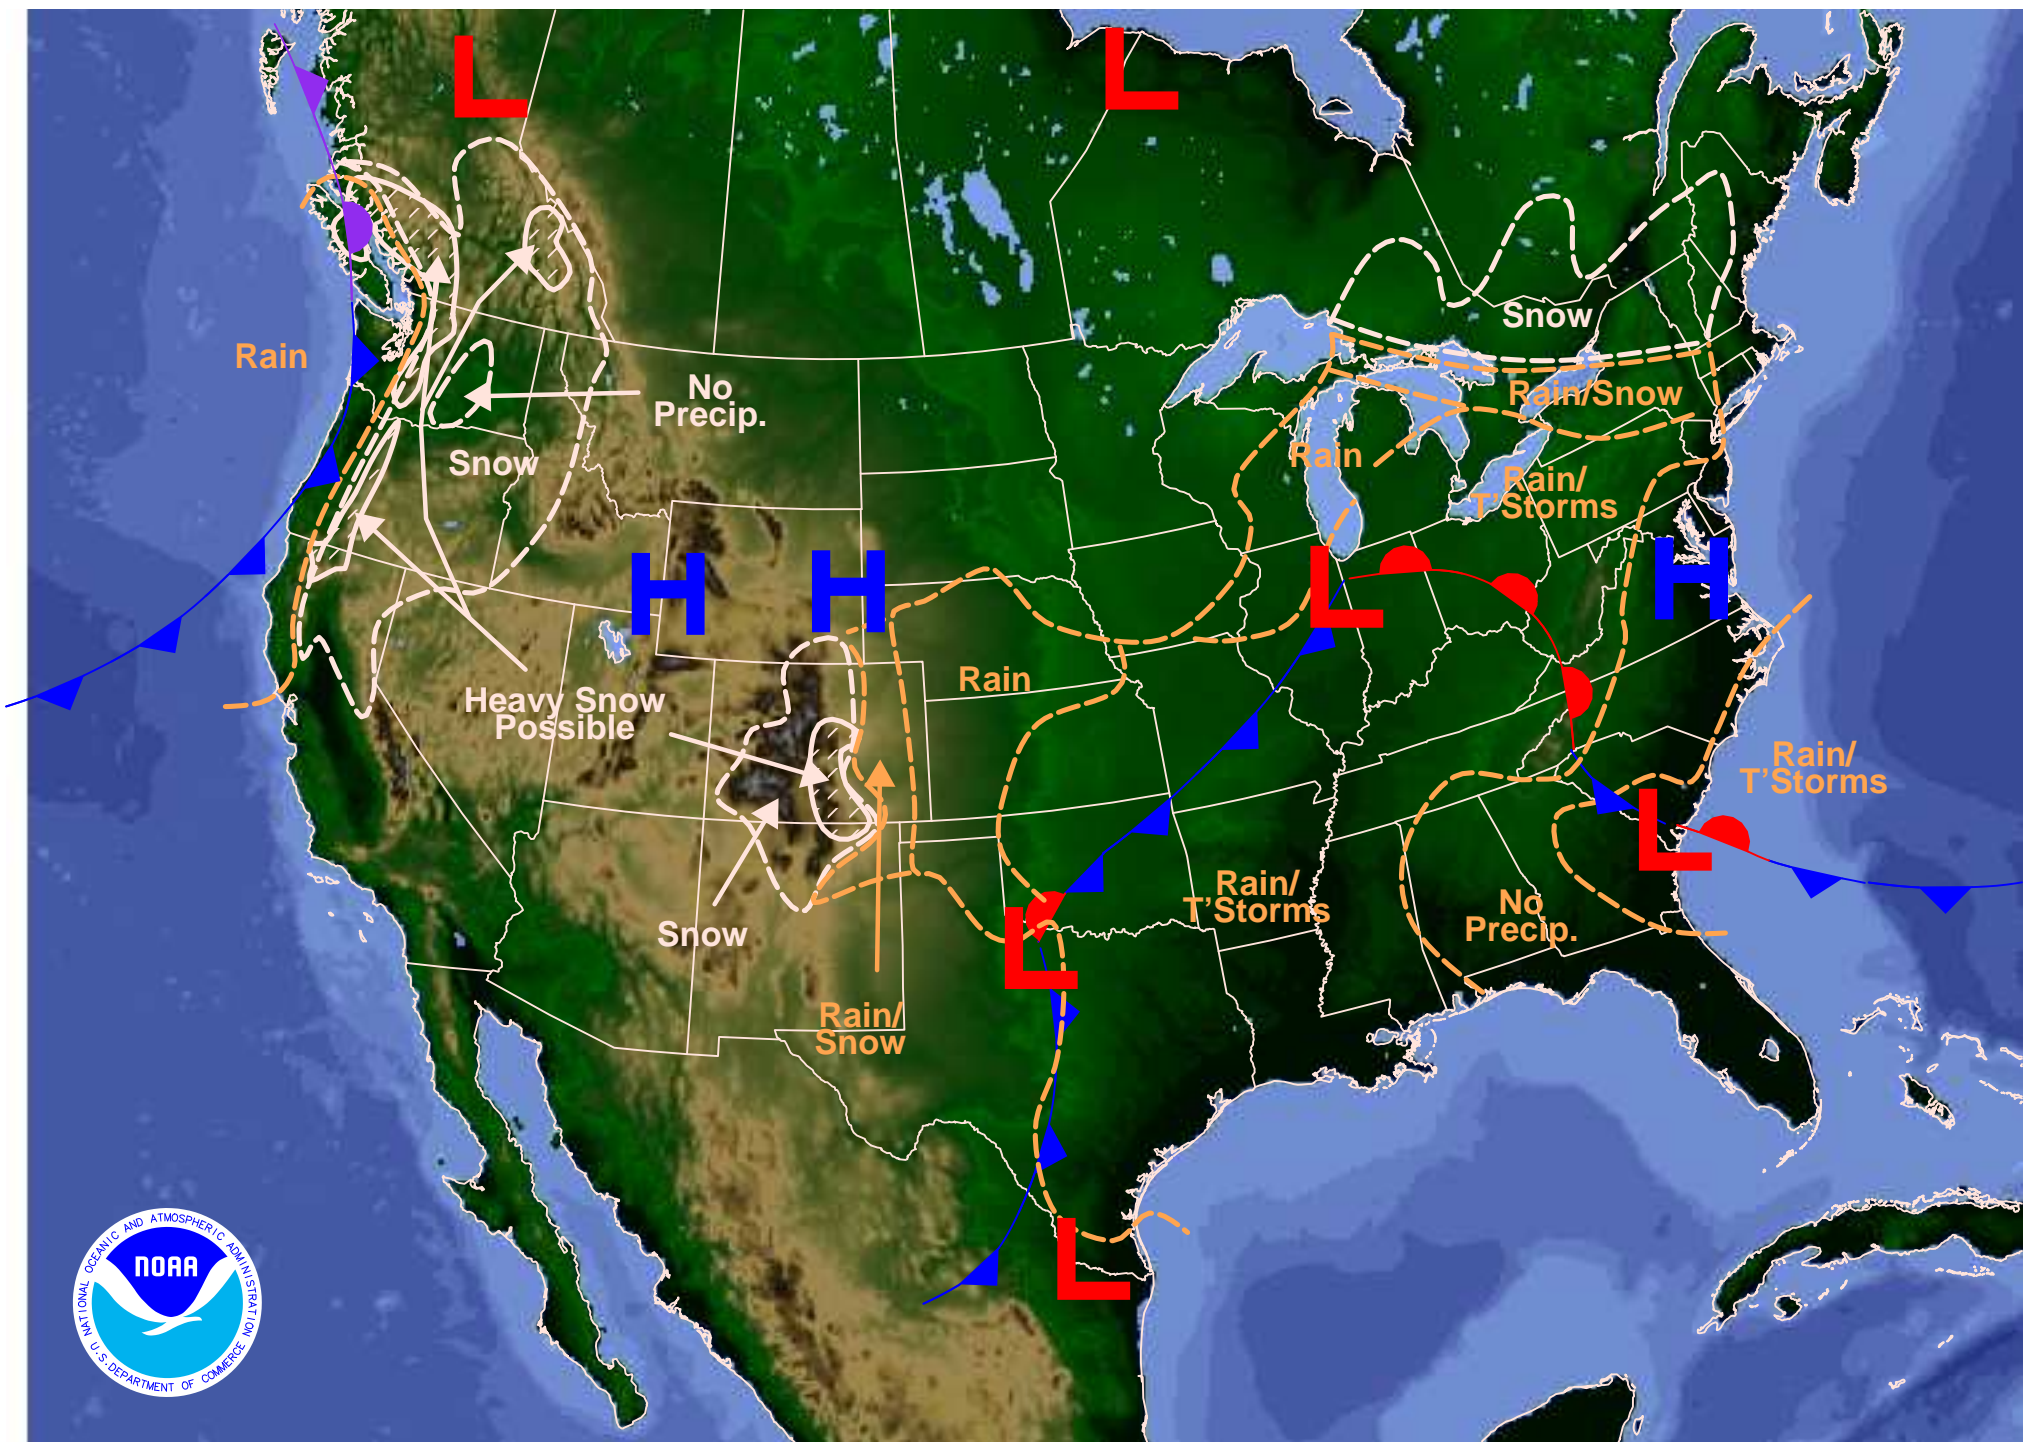 L
L
Snow
Rain
No
Precip.
Rain/Snow
Rain
Snow
Rain/
T'Storms
H
H
H
L
Rain
Heavy Snow
Possible
Rain/
T'Storms
L
Rain/
T'Storms
No
Precip.
Snow
L
Rain/
Snow
L
NATIONAL OCEANIC AND ATMOSPHERIC ADMINISTRATION
NOAA
U.S. DEPARTMENT OF COMMERCE